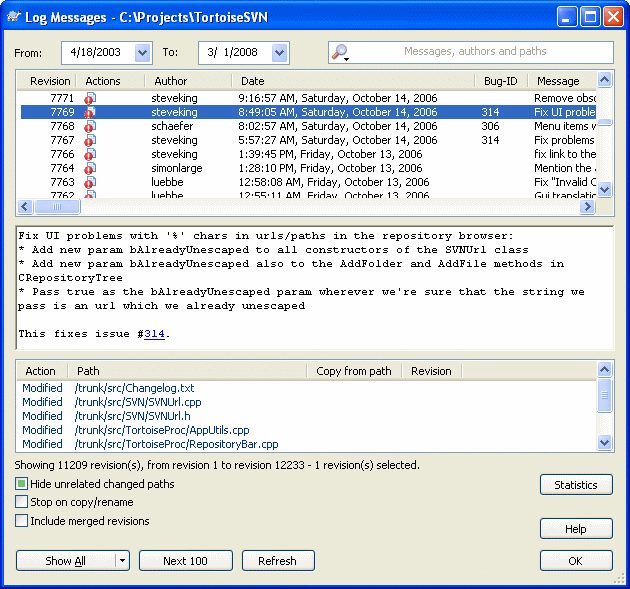 Log Messages - C:\Projects\TortoiseSVN
From: 4/18/2003 To: 3/ 1/2008 Messages, authors and paths
Revision Actions Author Date Bug-ID Message
7771 steveking 9:16:57 AM, Saturday, October 14, 2006 Remove obso
7769 steveking 8:49:05 AM, Saturday, October 14, 2006 314 Fix UI proble
7768 schaefer 8:02:57 AM, Saturday, October 14, 2006 306 Menu items w
7767 steveking 5:57:27 AM, Saturday, October 14, 2006 314 Fix problems
7766 steveking 1:39:45 PM, Friday, October 13, 2006 fix link to the
7764 simonlarge 1:28:10 PM, Friday, October 13, 2006 Mention the
7763 luebbe 12:58:08 AM, Friday, October 13, 2006 Fix "Invalid C
7762 luebbe 12:55:11 AM, Friday, October 13, 2006 Gui translatio
Fix UI problems with '%' chars in urls/paths in the repository browser:
* Add new param bAlreadyUnescaped to all constructors of the SVNUrl class
* Add new param bAlreadyUnescaped also to the AddFolder and AddFile methods in
CRepositoryTree
* Pass true as the bAlreadyUnescaped param wherever we're sure that the string we
pass is an url which we already unescaped
This fixes issue #314.
Action Path Copy from path Revision
Modified /trunk/src/Changelog.txt
Modified /trunk/src/SVN/SVNUrl.cpp
Modified /trunk/src/SVN/SVNUrl.h
Modified /trunk/src/TortoiseProc/AppUtils.cpp
Modified /trunk/src/TortoiseProc/RepositoryBar.cpp
Showing 11209 revision(s), from revision 1 to revision 12233 - 1 revision(s) selected.
Hide unrelated changed paths
Statistics
Stop on copy/rename
Include merged revisions
Help
Show All Next 100 Refresh OK